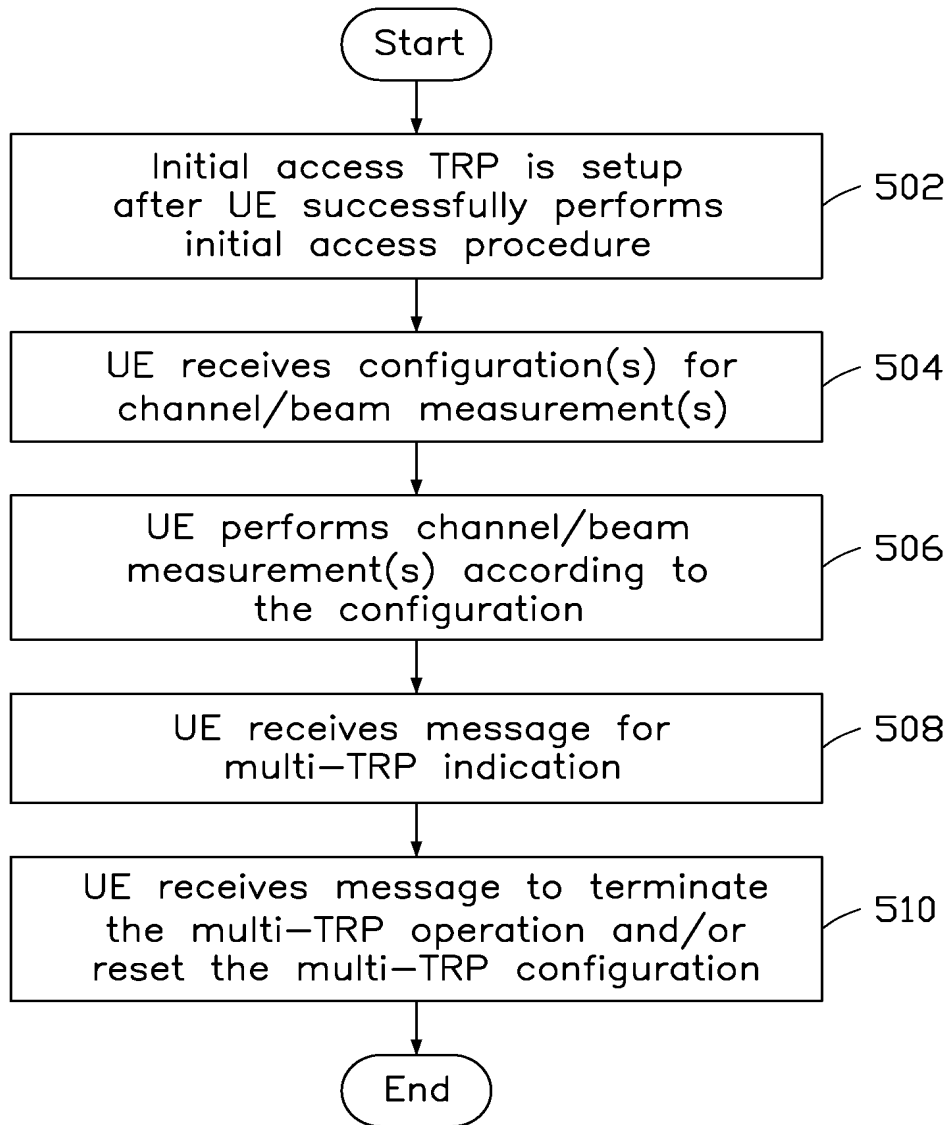 Start
Initial access TRP is setup
after UE successfully performs
initial access procedure
502
UE receives configuration(s) for
channel/beam measurement(s)
504
UE performs channel/beam
measurement(s) according to
the configuration
506
UE receives message for
multi-TRP indication
508
UE receives message to terminate
the multi-TRP operation and/or
reset the multi-TRP configuration
510
End